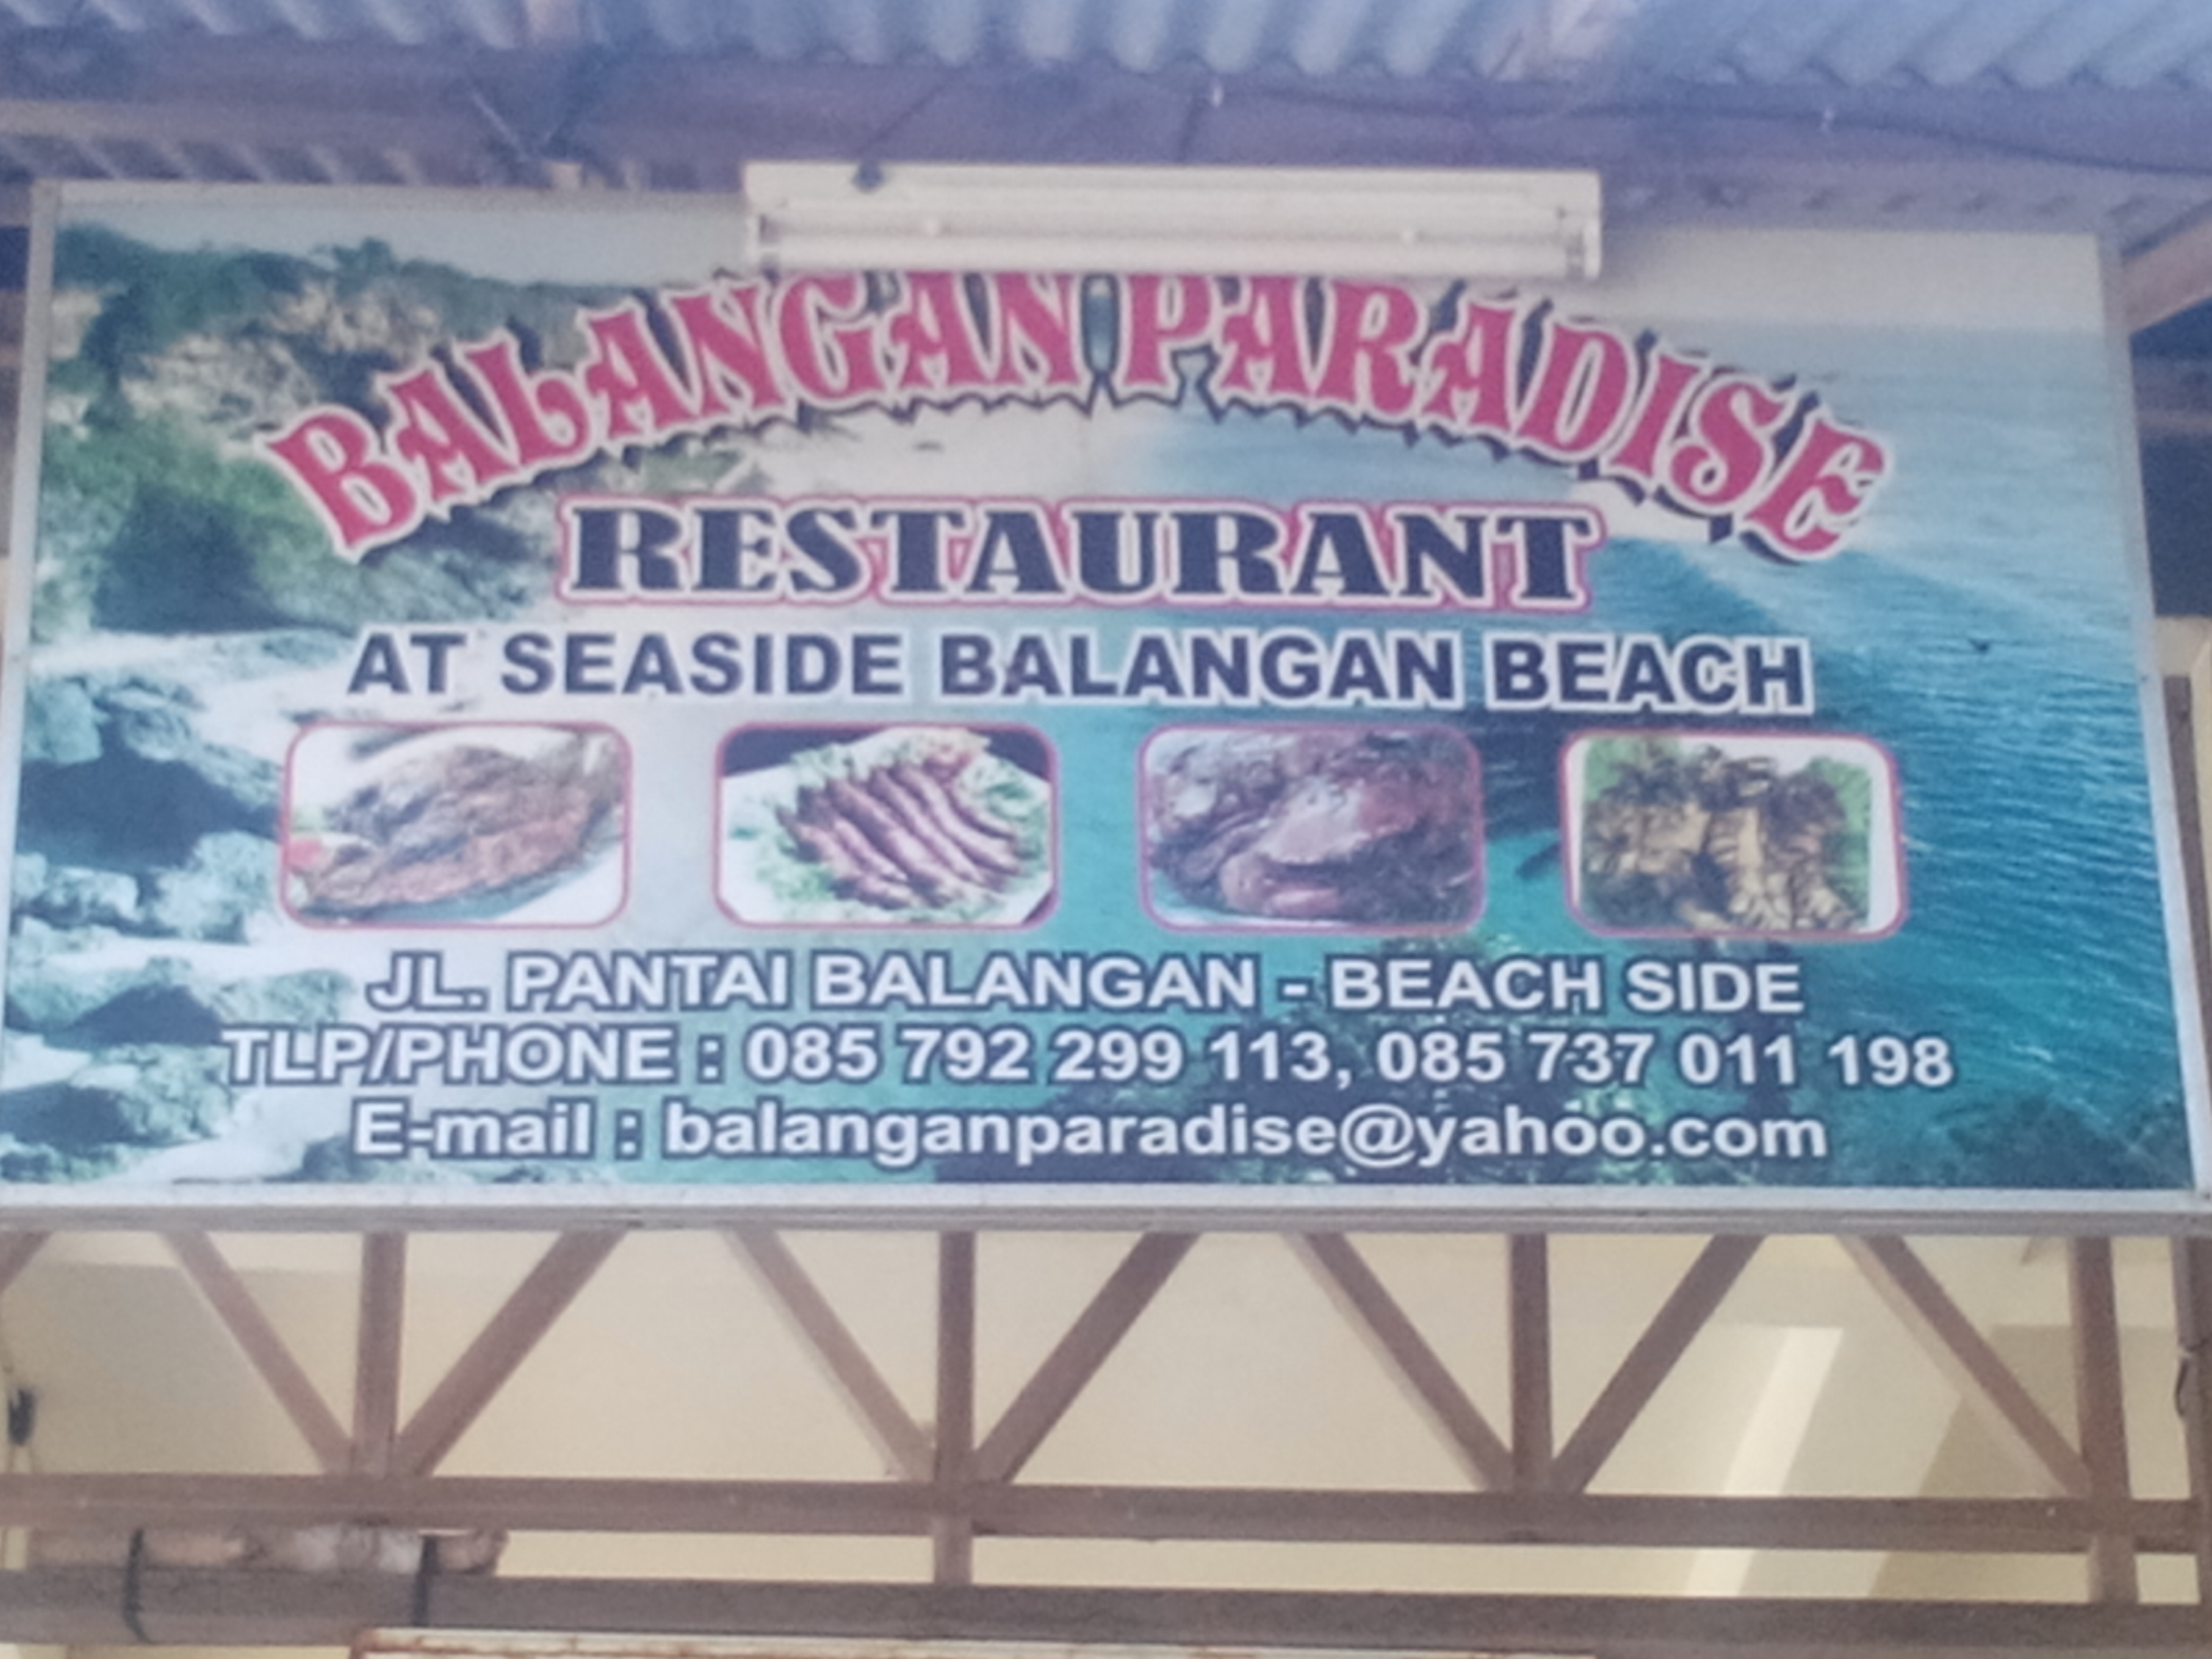 BALANGAN PARADISE
RESTAURANT
AT SEASIDE BALANGAN BEACH
JL. PANTAI BALANGAN - BEACH SIDE
TLP/PHONE : 085 792 299 113, 085 737 011 198
E-mail : balanganparadise@yahoo.com